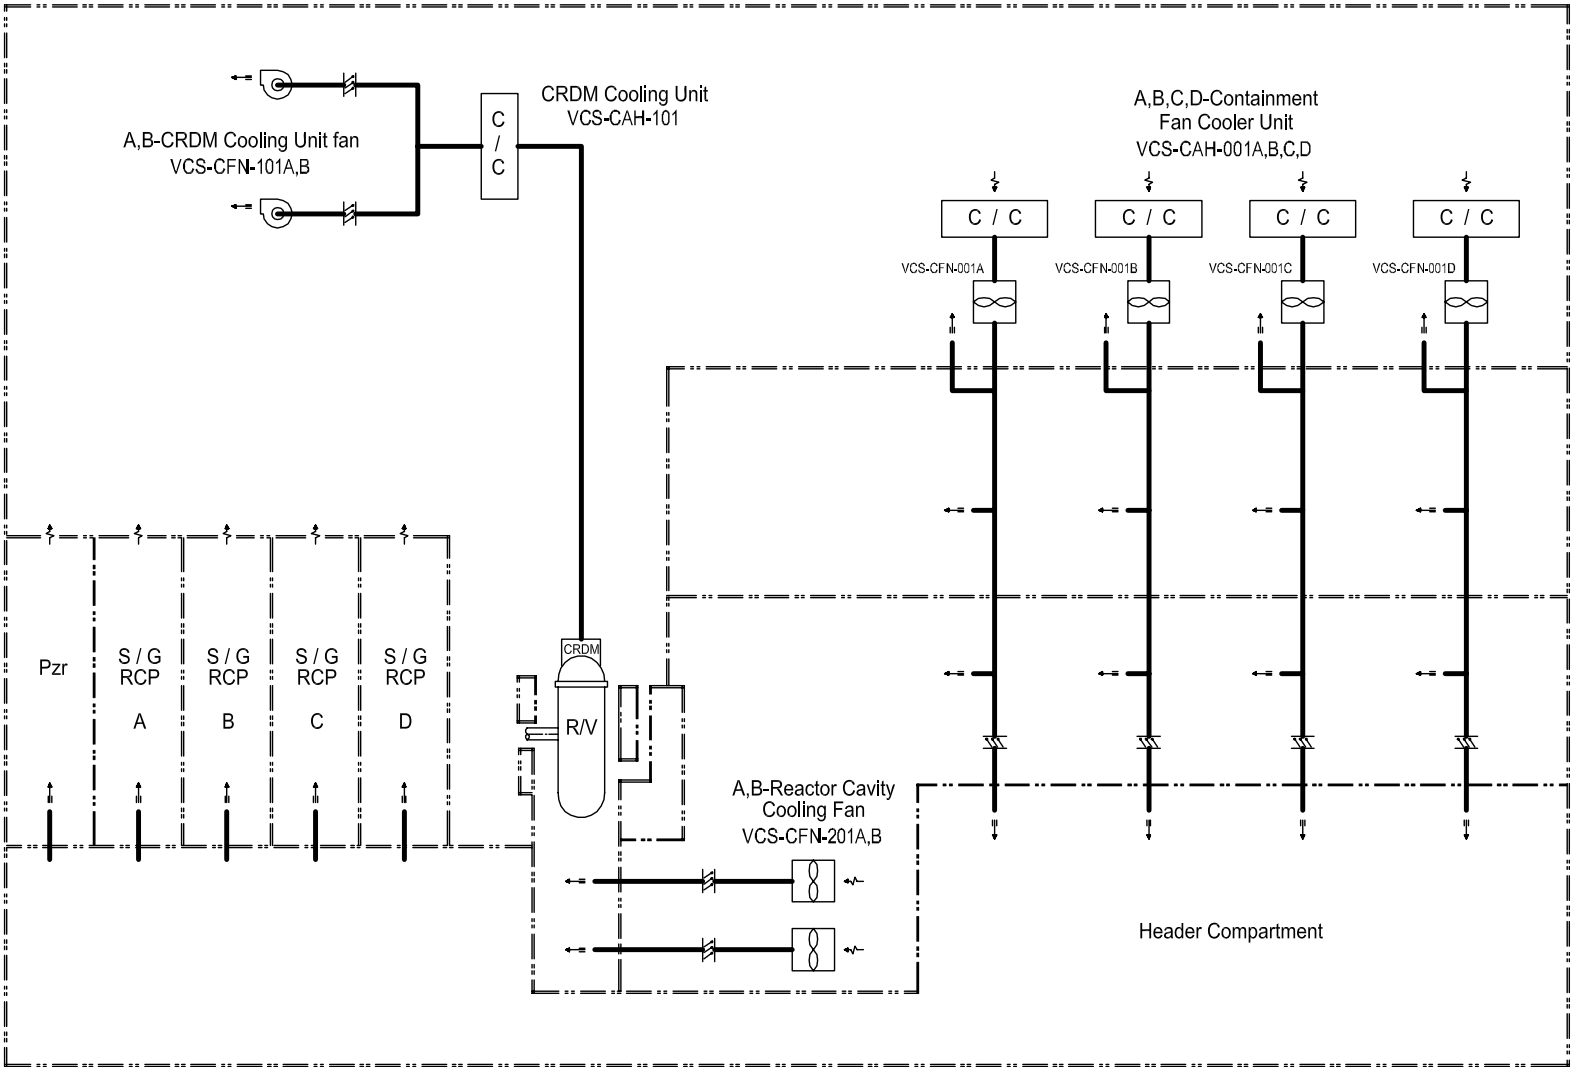 CRDM Cooling Unit
VCS-CAH-101
C
/
C
A,B-CRDM Cooling Unit fan
VCS-CFN-101A,B
A,B,C,D-Containment
Fan Cooler Unit
VCS-CAH-001A,B,C,D
C / C
C / C
C / C
C / C
VCS-CFN-001A
VCS-CFN-001B
VCS-CFN-001C
VCS-CFN-001D
Pzr
S / G
RCP
A
S / G
RCP
B
S / G
RCP
C
S / G
RCP
D
CRDM
R/V
A,B-Reactor Cavity
Cooling Fan
VCS-CFN-201A,B
Header Compartment